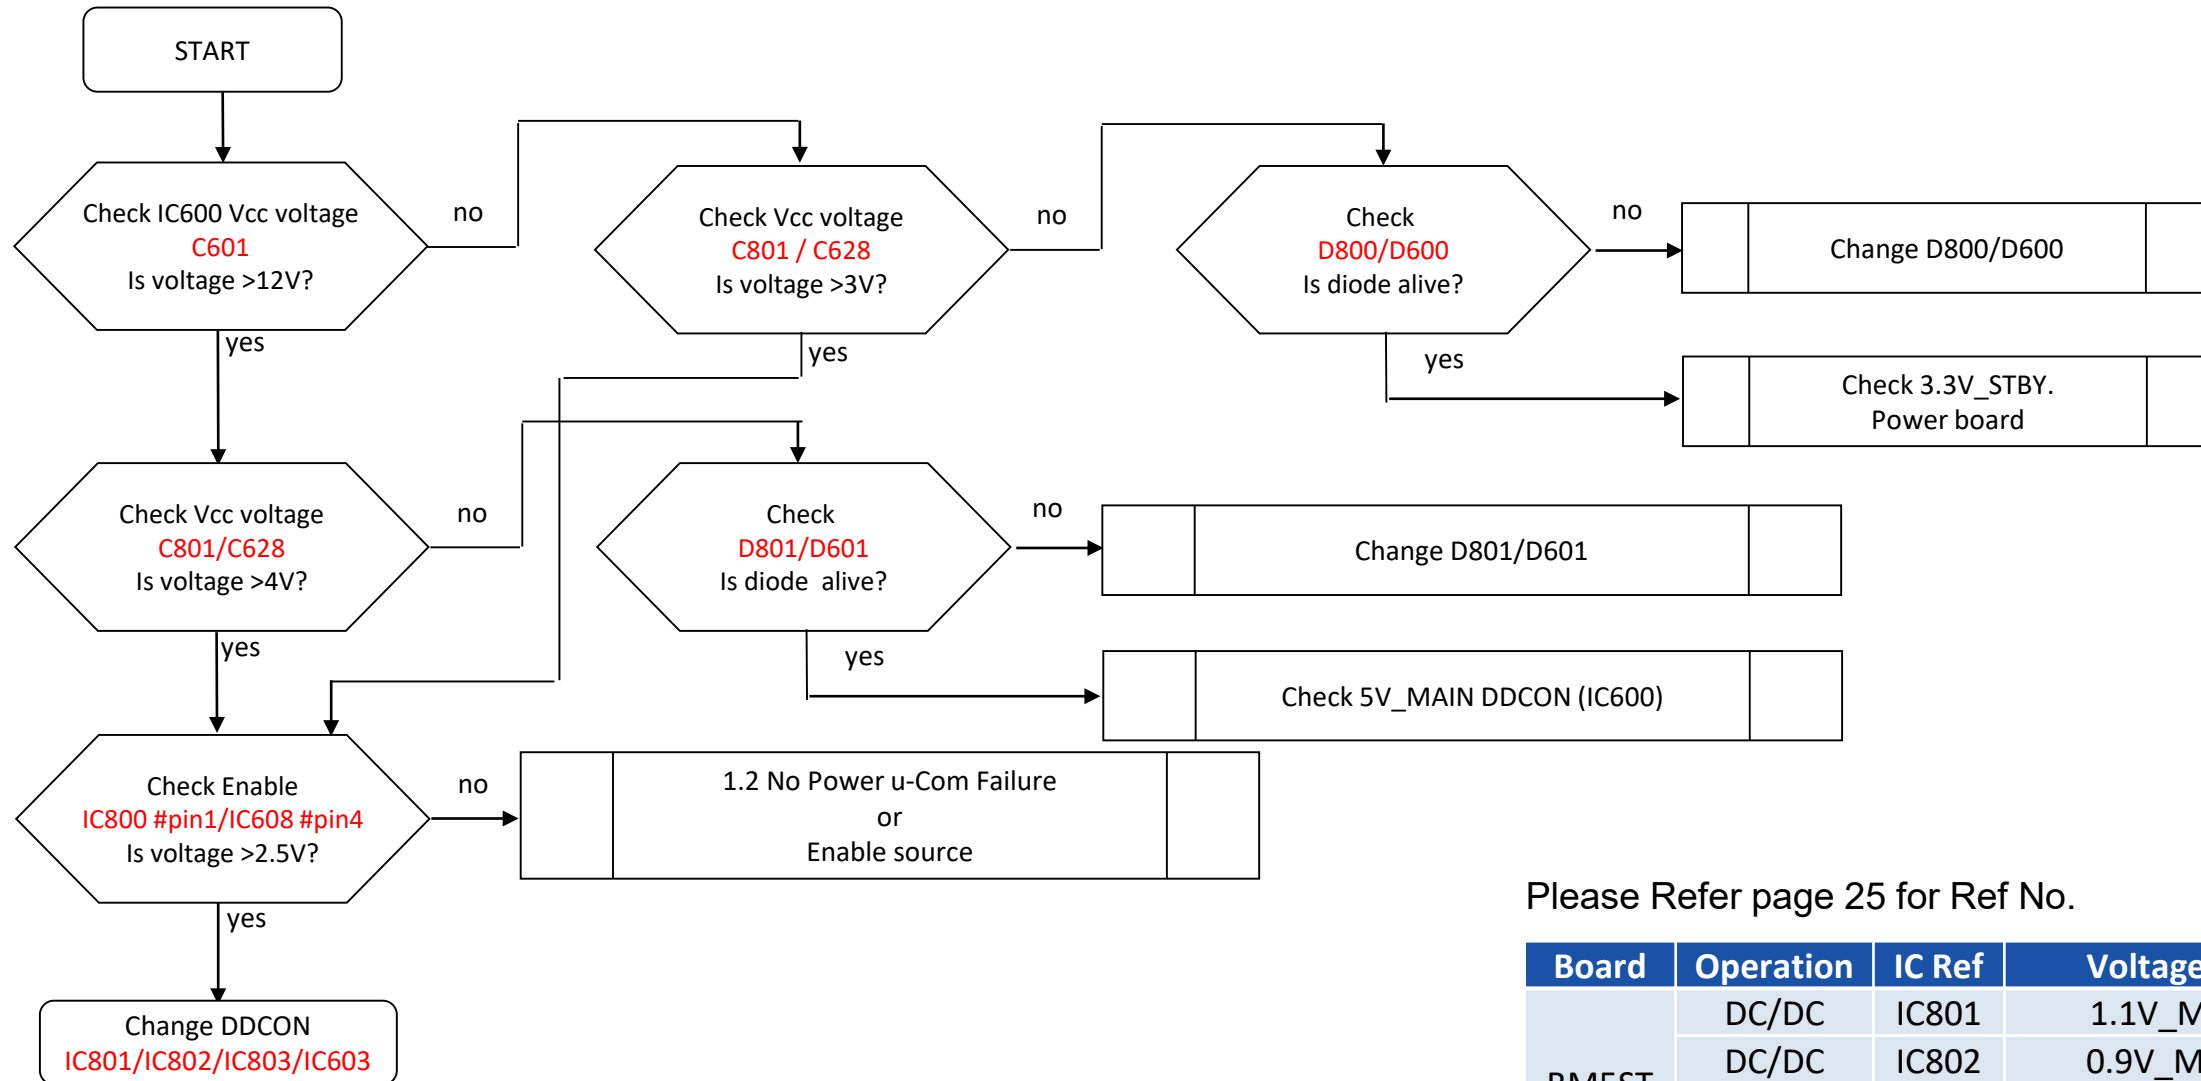 START
Check IC600 Vcc voltage
C601
Is voltage >12V?
no
yes
Check Vcc voltage
C801 / C628
Is voltage >3V?
no
yes
Check
D800/D600
Is diode alive?
no
yes
Change D800/D600
Check 3.3V_STBY.
Power board
Check Vcc voltage
C801/C628
Is voltage >4V?
no
yes
Check
D801/D601
Is diode  alive?
no
yes
Change D801/D601
Check 5V_MAIN DDCON (IC600)
Check Enable
IC800 #pin1/IC608 #pin4
Is voltage >2.5V?
no
yes
1.2 No Power u-Com Failure
or
Enable source
Change DDCON
IC801/IC802/IC803/IC603
Please Refer page 25 for Ref No.
Board Operation IC Ref Voltage
DC/DC IC801 1.1V_M
DC/DC IC802 0.9V_M